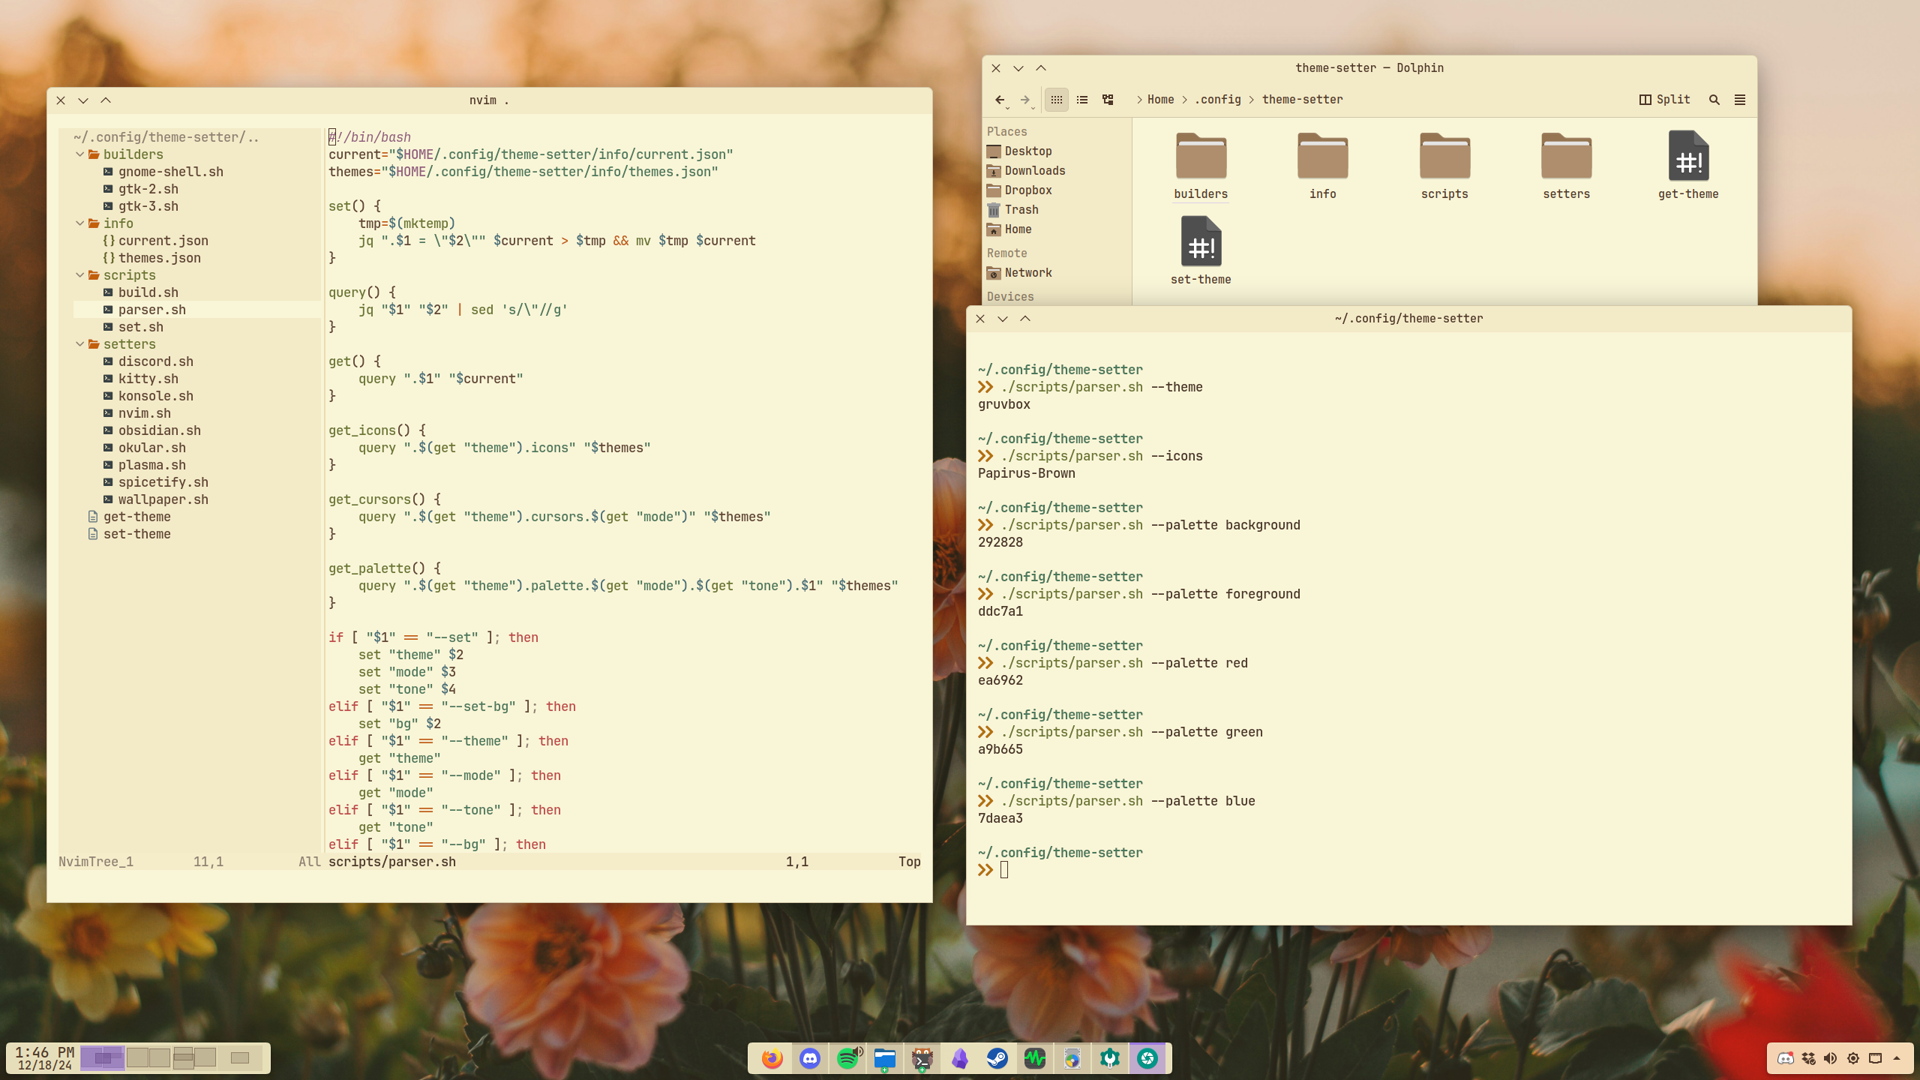 nvim .
~/.config/theme-setter/..
builders
gnome-shell.sh
gtk-2.sh
gtk-3.sh
info
{} current.json
{} themes.json
scripts
build.sh
parser.sh
set.sh
setters
discord.sh
kitty.sh
konsole.sh
nvim.sh
obsidian.sh
okular.sh
plasma.sh
spicetify.sh
wallpaper.sh
get-theme
set-theme
NvimTree_1 11,1 All
#!/bin/bash
current="$HOME/.config/theme-setter/info/current.json"
themes="$HOME/.config/theme-setter/info/themes.json"
set() {
tmp=$(mktemp)
jq ".$1 = \"$2\"" $current > $tmp && mv $tmp $current
}
query() {
jq "$1" "$2" | sed 's/\"//g'
}
get() {
query ".$1" "$current"
}
get_icons() {
query ".$(get "theme").icons" "$themes"
}
get_cursors() {
query ".$(get "theme").cursors.$(get "mode")" "$themes"
}
get_palette() {
query ".$(get "theme").palette.$(get "mode").$(get "tone").$1" "$themes"
}
if [ "$1" == "--set" ]; then
set "theme" $2
set "mode" $3
set "tone" $4
elif [ "$1" == "--set-bg" ]; then
set "bg" $2
elif [ "$1" == "--theme" ]; then
get "theme"
elif [ "$1" == "--mode" ]; then
get "mode"
elif [ "$1" == "--tone" ]; then
get "tone"
elif [ "$1" == "--bg" ]; then
scripts/parser.sh 1,1 Top
theme-setter — Dolphin
> Home > .config > theme-setter
Split
Places
Desktop
Downloads
Dropbox
Trash
Home
Remote
Network
Devices
builders
info
scripts
setters
#!
get-theme
#!
set-theme
~/.config/theme-setter
~/.config/theme-setter
./scripts/parser.sh --theme
gruvbox
~/.config/theme-setter
./scripts/parser.sh --icons
Papirus-Brown
~/.config/theme-setter
./scripts/parser.sh --palette background
292828
~/.config/theme-setter
./scripts/parser.sh --palette foreground
ddc7a1
~/.config/theme-setter
./scripts/parser.sh --palette red
ea6962
~/.config/theme-setter
./scripts/parser.sh --palette green
a9b665
~/.config/theme-setter
./scripts/parser.sh --palette blue
7daea3
~/.config/theme-setter
1:46 PM
12/18/24